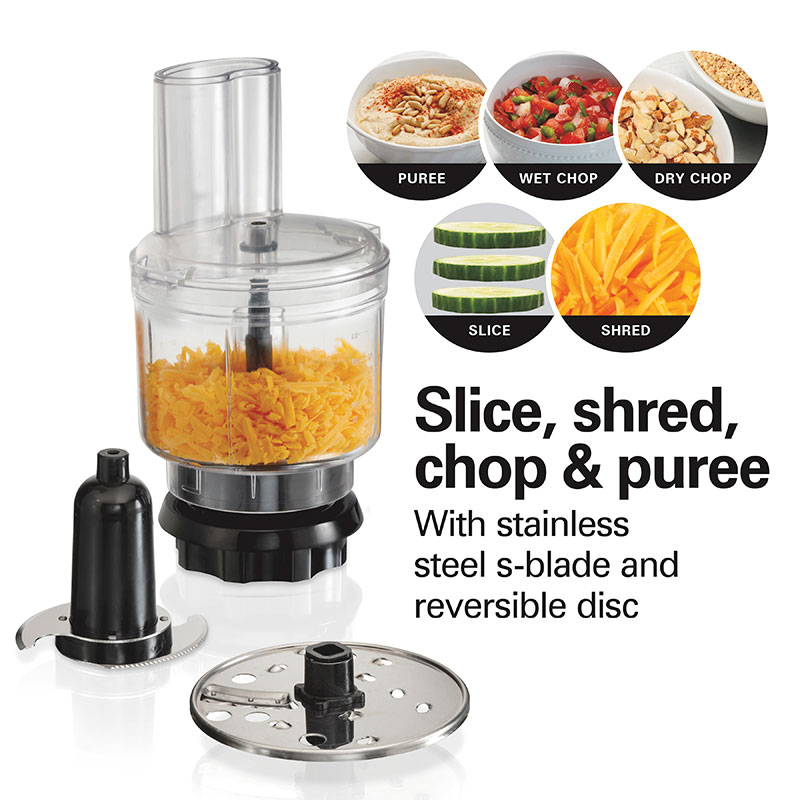 PUREE
WET CHOP
DRY CHOP
SLICE
SHRED
Slice, shred,
chop & puree
With stainless
steel s-blade and
reversible disc